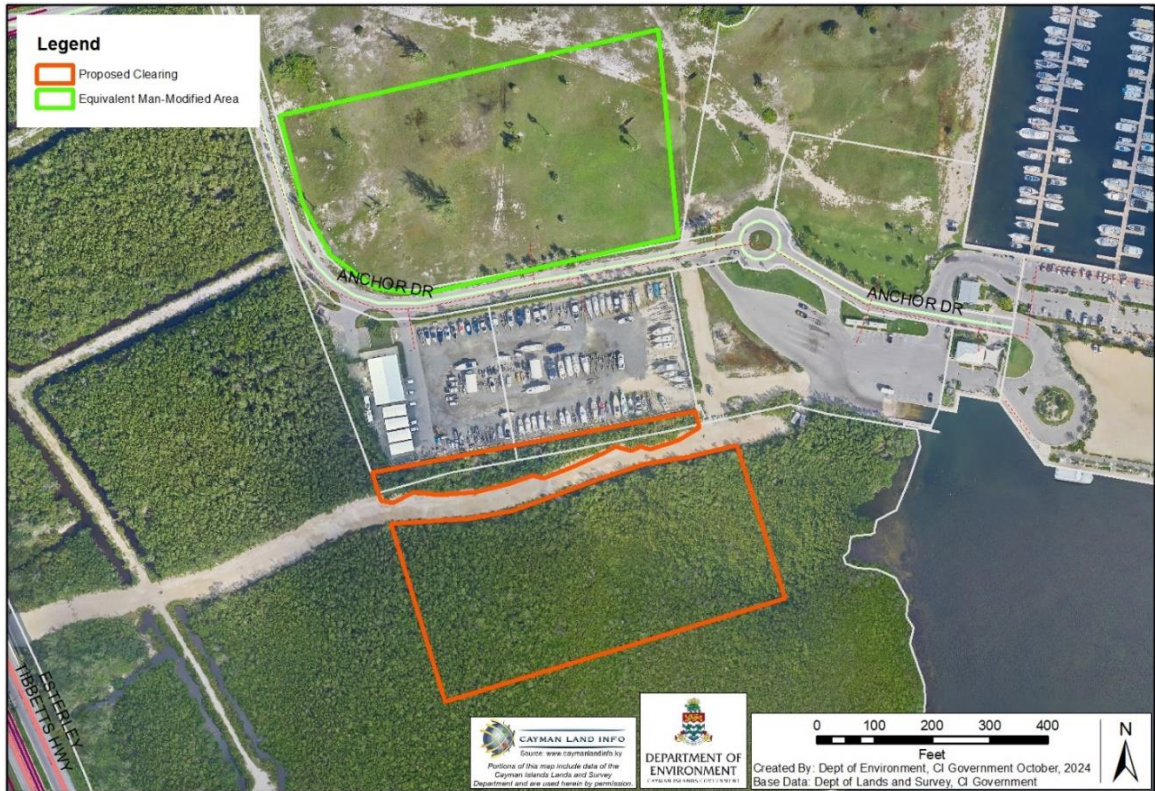 Legend
Proposed Clearing
Equivalent Man-Modified Area
ANCHOR DR
ANCHOR DR
ESTERLEY
TIBBETTS HWY
CAYMAN LAND INFO
Source: www.caymanlandinfo.ky
Portions of this map include data of the
Cayman Islands Lands and Survey
Department and are used herein by permission.
DEPARTMENT OF
ENVIRONMENT
CAYMAN ISLANDS GOVERNMENT
0 100 200 300 400
Feet
N
Created By: Dept of Environment, CI Government October, 2024
Base Data: Dept of Lands and Survey, CI Government